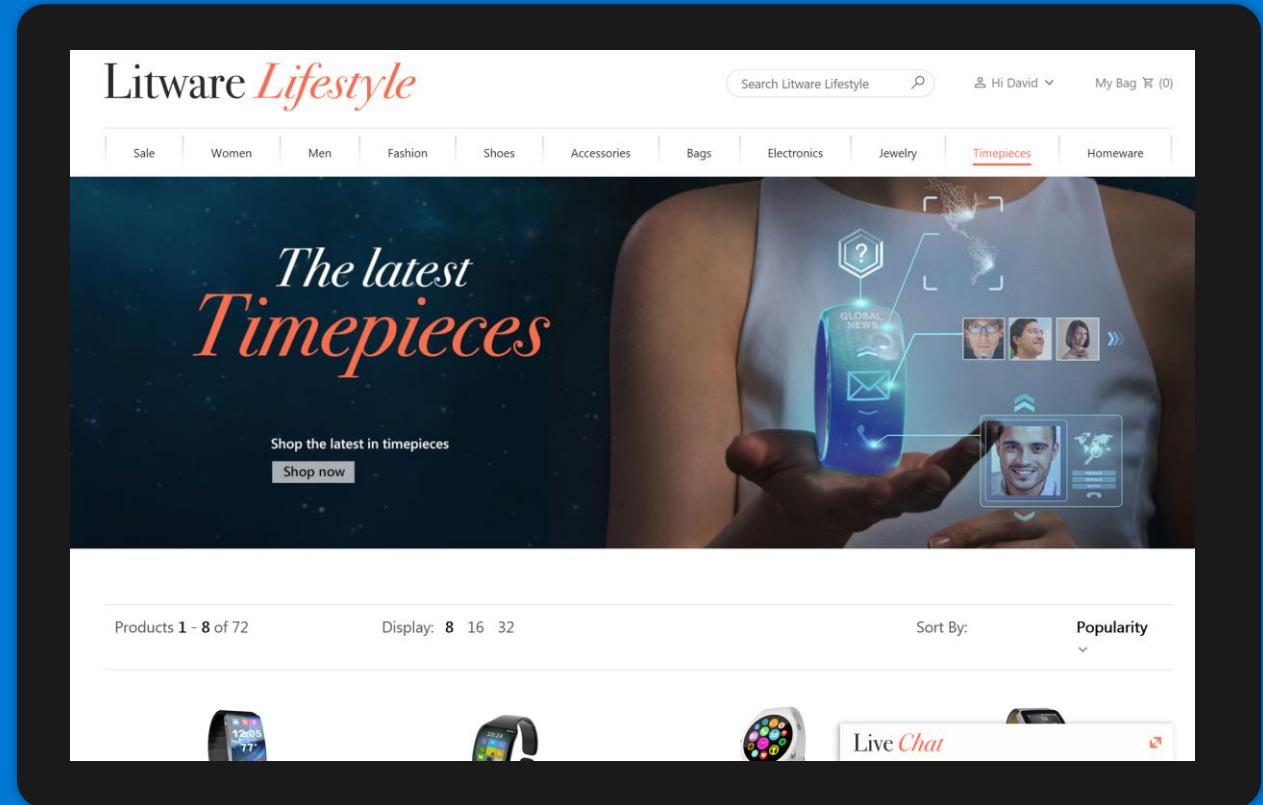 Litware Lifestyle
Search Litware Lifestyle
Hi David
My Bag (0)
Sale Women Men Fashion Shoes Accessories Bags Electronics Jewelry Timepieces Homeware
The latest
Timepieces
Shop the latest in timepieces
Shop now
?
GLOBAL
NEWS
PROFILE
DETAILS
Products 1 - 8 of 72
Display: 8 16 32
Sort By:
Popularity
12:05
77°
10:24
Live Chat